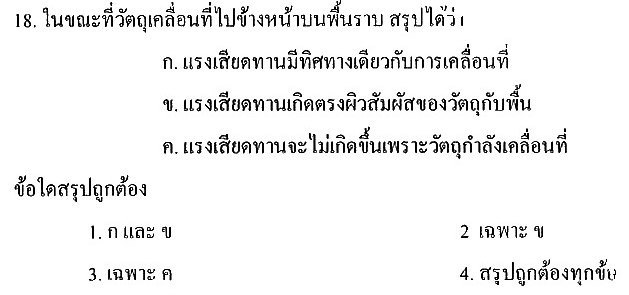 18. ในขณะที่วัตถุเคลื่อนที่ไปข้างหน้าบนพื้นราบ สรุปได้ว่า
ก. แรงเสียดทานมีทิศทางเดียวกับการเคลื่อนที่
ข. แรงเสียดทานเกิดตรงผิวสัมผัสของวัตถุกับพื้น
ค. แรงเสียดทานจะไม่เกิดขึ้นเพราะวัตถุกำลังเคลื่อนที่
ข้อใดสรุปถูกต้อง
1. ก และ ข 2 เฉพาะ ข
3. เฉพาะ ค 4. สรุปถูกต้องทุกข้อ